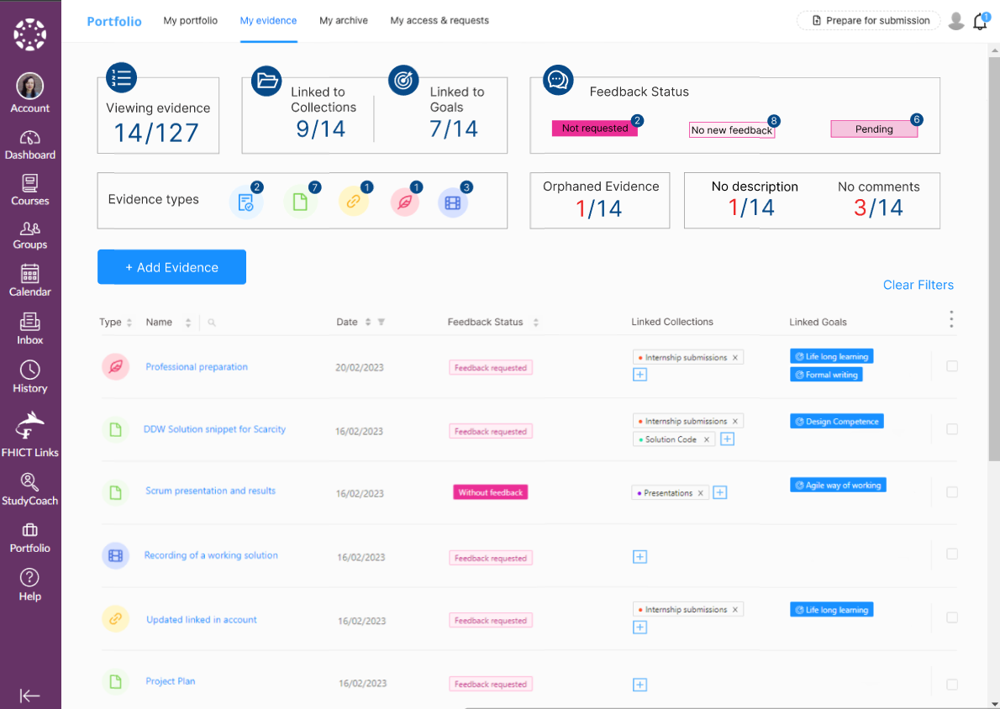 Portfolio
My portfolio
My evidence
My archive
My access & requests
Prepare for submission
1
Account
Dashboard
Courses
Groups
Calendar
Inbox
History
FHICT Links
StudyCoach
Portfolio
Help
Viewing evidence
14/127
Linked to
Collections
9/14
Linked to
Goals
7/14
Feedback Status
Not requested
2
No new feedback
8
Pending
6
Evidence types
2
7
1
1
3
Orphaned Evidence
1/14
No description
1/14
No comments
3/14
+ Add Evidence
Clear Filters
Type
Name
Date
Feedback Status
Linked Collections
Linked Goals
Professional preparation
20/02/2023
Feedback requested
Internship submissions x
Life long learning
Formal writing
DDW Solution snippet for Scarcity
16/02/2023
Feedback requested
Internship submissions x
Solution Code x
Design Competence
Scrum presentation and results
16/02/2023
Without feedback
Presentations x
Agile way of working
Recording of a working solution
16/02/2023
Feedback requested
Updated linked in account
16/02/2023
Feedback requested
Internship submissions x
Life long learning
Project Plan
16/02/2023
Feedback requested